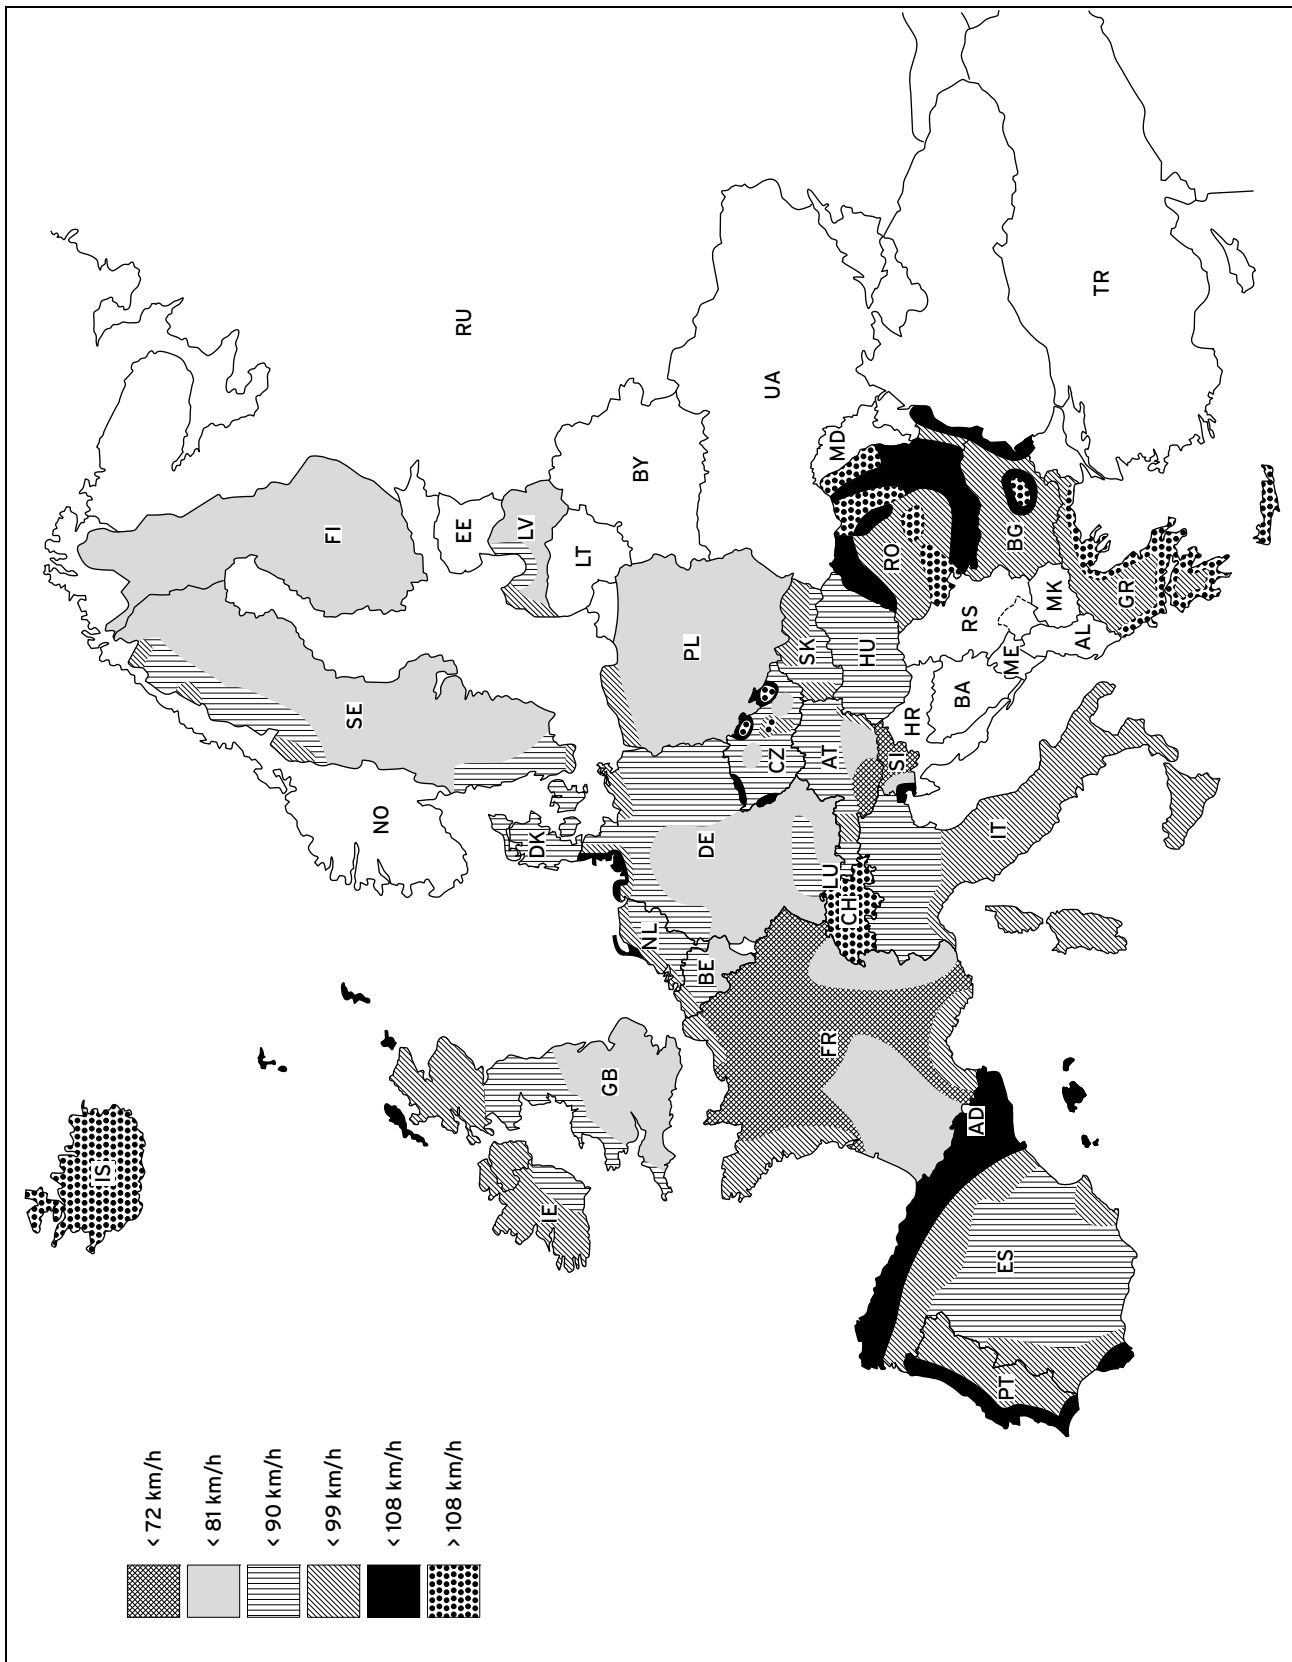 < 72 km/h
< 81 km/h
< 90 km/h
< 99 km/h
< 108 km/h
> 108 km/h
IS
NO
SE
FI
RU
EE
LV
LT
BY
DK
IE
GB
NL
BE
DE
PL
UA
CZ
SK
LU
FR
CH
AT
HU
MD
SI
HR
RO
AD
IT
BA
RS
ME
BG
PT
ES
AL
MK
GR
TR